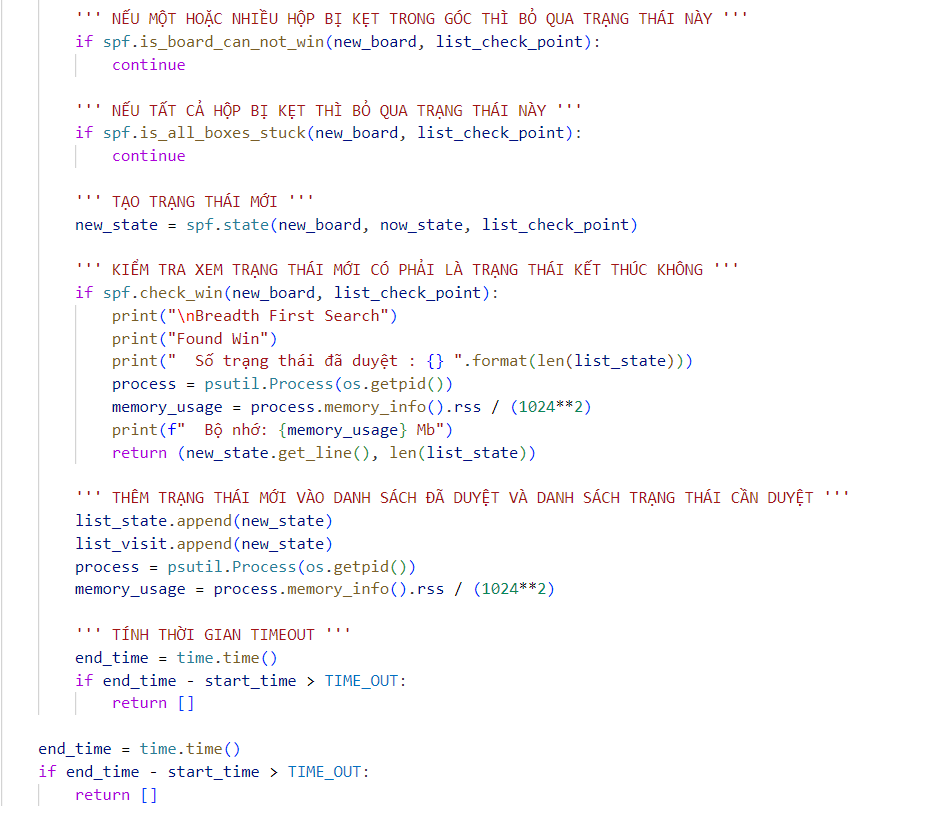 ''' NẾU MỘT HOẶC NHIỀU HỘP BỊ KẸT TRONG GÓC THÌ BỎ QUA TRẠNG THÁI NÀY '''
if spf.is_board_can_not_win(new_board, list_check_point):
continue
''' NẾU TẤT CẢ HỘP BỊ KẸT THÌ BỎ QUA TRẠNG THÁI NÀY '''
if spf.is_all_boxes_stuck(new_board, list_check_point):
continue
''' TẠO TRẠNG THÁI MỚI '''
new_state = spf.state(new_board, now_state, list_check_point)
''' KIỂM TRA XEM TRẠNG THÁI MỚI CÓ PHẢI LÀ TRẠNG THÁI KẾT THÚC KHÔNG '''
if spf.check_win(new_board, list_check_point):
print("\nBreadth First Search")
print("Found Win")
print("  Số trạng thái đã duyệt : {} ".format(len(list_state)))
process = psutil.Process(os.getpid())
memory_usage = process.memory_info().rss / (1024**2)
print(f"  Bộ nhớ: {memory_usage} Mb")
return (new_state.get_line(), len(list_state))
''' THÊM TRẠNG THÁI MỚI VÀO DANH SÁCH ĐÃ DUYỆT VÀ DANH SÁCH TRẠNG THÁI CẦN DUYỆT '''
list_state.append(new_state)
list_visit.append(new_state)
process = psutil.Process(os.getpid())
memory_usage = process.memory_info().rss / (1024**2)
''' TÍNH THỜI GIAN TIMEOUT '''
end_time = time.time()
if end_time - start_time > TIME_OUT:
return []
end_time = time.time()
if end_time - start_time > TIME_OUT:
return []